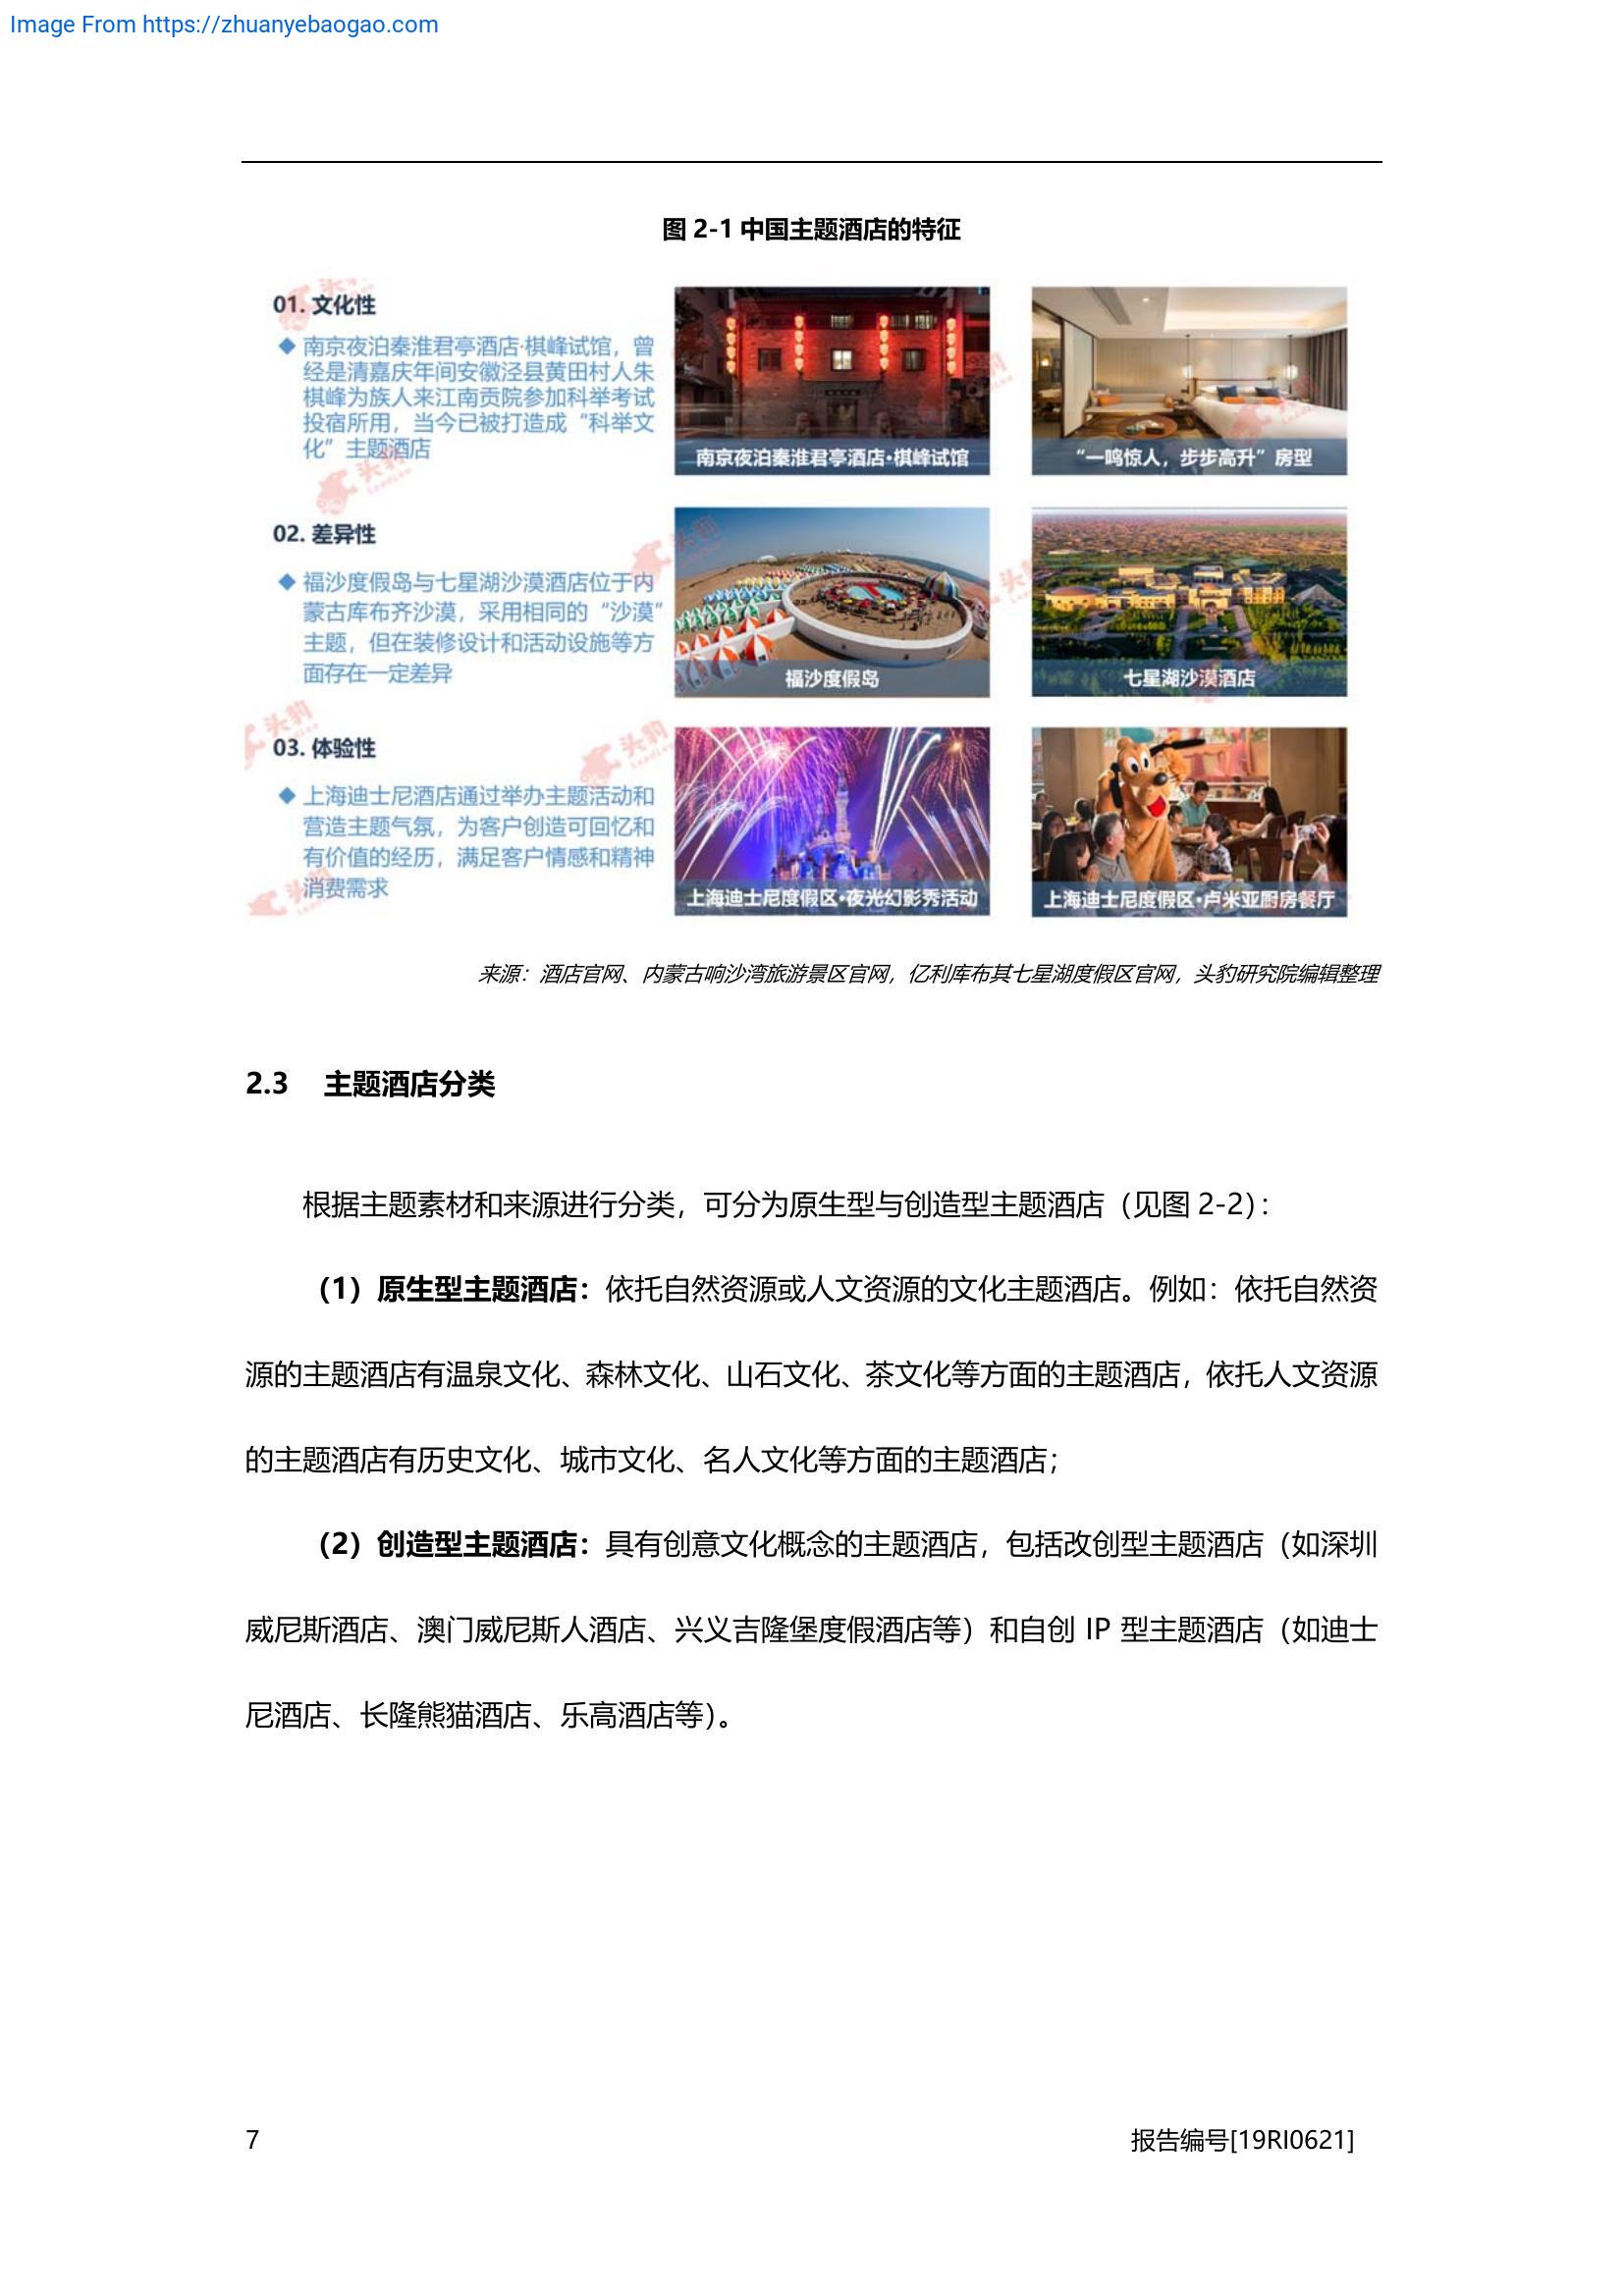 Image From https://zhuanyebaogao.com
图 2-1 中国主题酒店的特征
01. 文化性
◆ 南京夜泊秦淮君亭酒店·棋峰试馆，曾
经是清嘉庆年间安徽泾县黄田村人朱
棋峰为族人来江南贡院参加科举考试
投宿所用，当今已被打造成“科举文
化”主题酒店
南京夜泊秦淮君亭酒店·棋峰试馆
“一鸣惊人，步步高升”房型
02. 差异性
◆ 福沙度假岛与七星湖沙漠酒店位于内
蒙古库布齐沙漠，采用相同的“沙漠”
主题，但在装修设计和活动设施等方
面存在一定差异
福沙度假岛
七星湖沙漠酒店
03. 体验性
◆ 上海迪士尼酒店通过举办主题活动和
营造主题气氛，为客户创造可回忆和
有价值的经历，满足客户情感和精神
消费需求
上海迪士尼度假区·夜光幻影秀活动
上海迪士尼度假区·卢米亚厨房餐厅
头豹
LeadLeo
来源：酒店官网、内蒙古响沙湾旅游景区官网，亿利库布其七星湖度假区官网，头豹研究院编辑整理
2.3 主题酒店分类
根据主题素材和来源进行分类，可分为原生型与创造型主题酒店（见图 2-2）：
（1）原生型主题酒店：依托自然资源或人文资源的文化主题酒店。例如：依托自然资
源的主题酒店有温泉文化、森林文化、山石文化、茶文化等方面的主题酒店，依托人文资源
的主题酒店有历史文化、城市文化、名人文化等方面的主题酒店；
（2）创造型主题酒店：具有创意文化概念的主题酒店，包括改创型主题酒店（如深圳
威尼斯酒店、澳门威尼斯人酒店、兴义吉隆堡度假酒店等）和自创 IP 型主题酒店（如迪士
尼酒店、长隆熊猫酒店、乐高酒店等）。
7
报告编号[19RI0621]